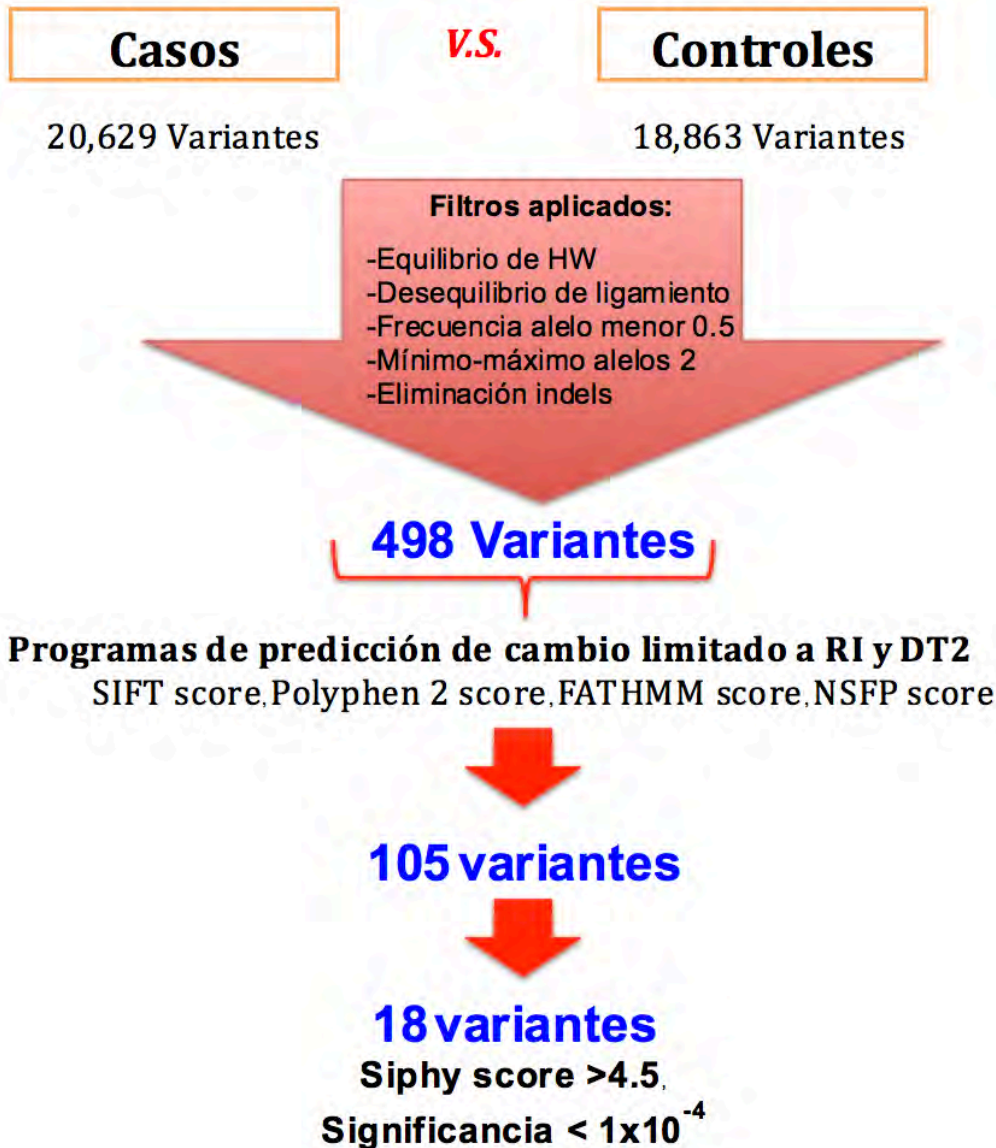 Casos V.S. Controles
20,629 Variantes 18,863 Variantes
Filtros aplicados:
-Equilibrio de HW
-Desequilibrio de ligamiento
-Frecuencia alelo menor 0.5
-Mínimo-máximo alelos 2
-Eliminación indels
498 Variantes
Programas de predicción de cambio limitado a RI y DT2
SIFT score, Polyphen 2 score, FATHMM score, NSFP score
105 variantes
18 variantes
Siphy score >4.5,
Significancia < 1x10⁻⁴